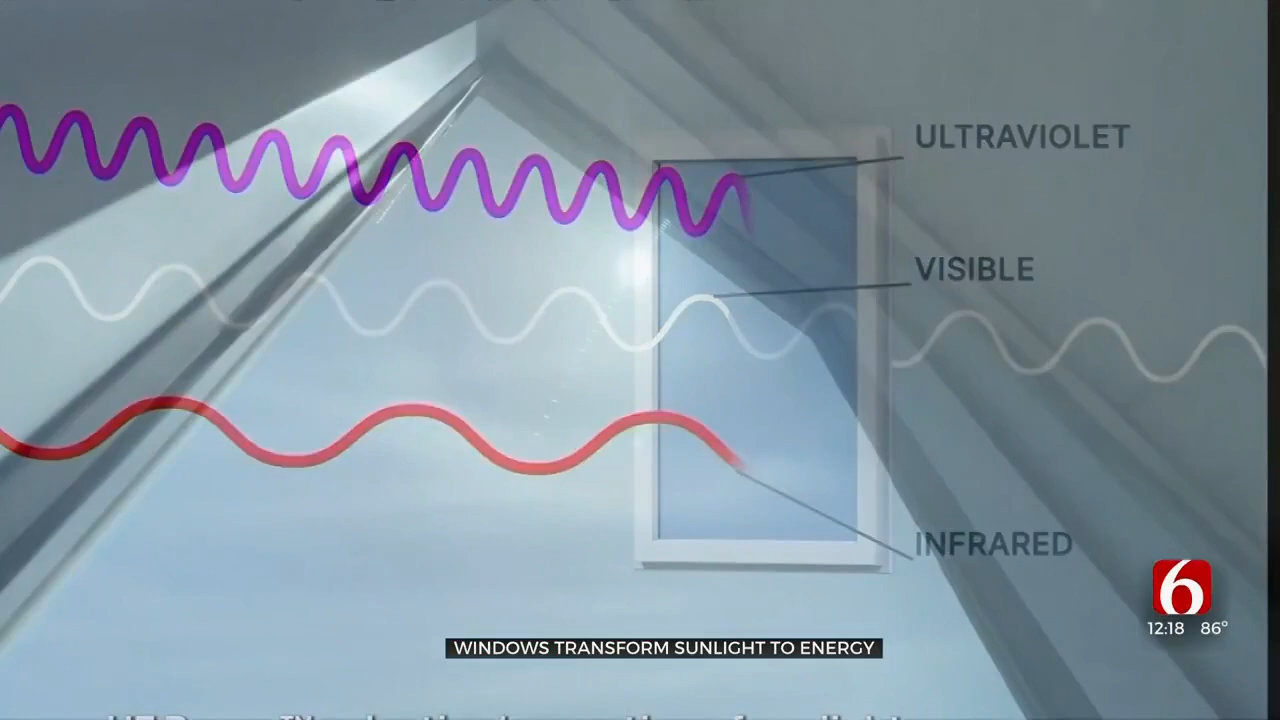 ULTRAVIOLET
VISIBLE
INFRARED
6
12:18 86°
WINDOWS TRANSFORM SUNLIGHT TO ENERGY